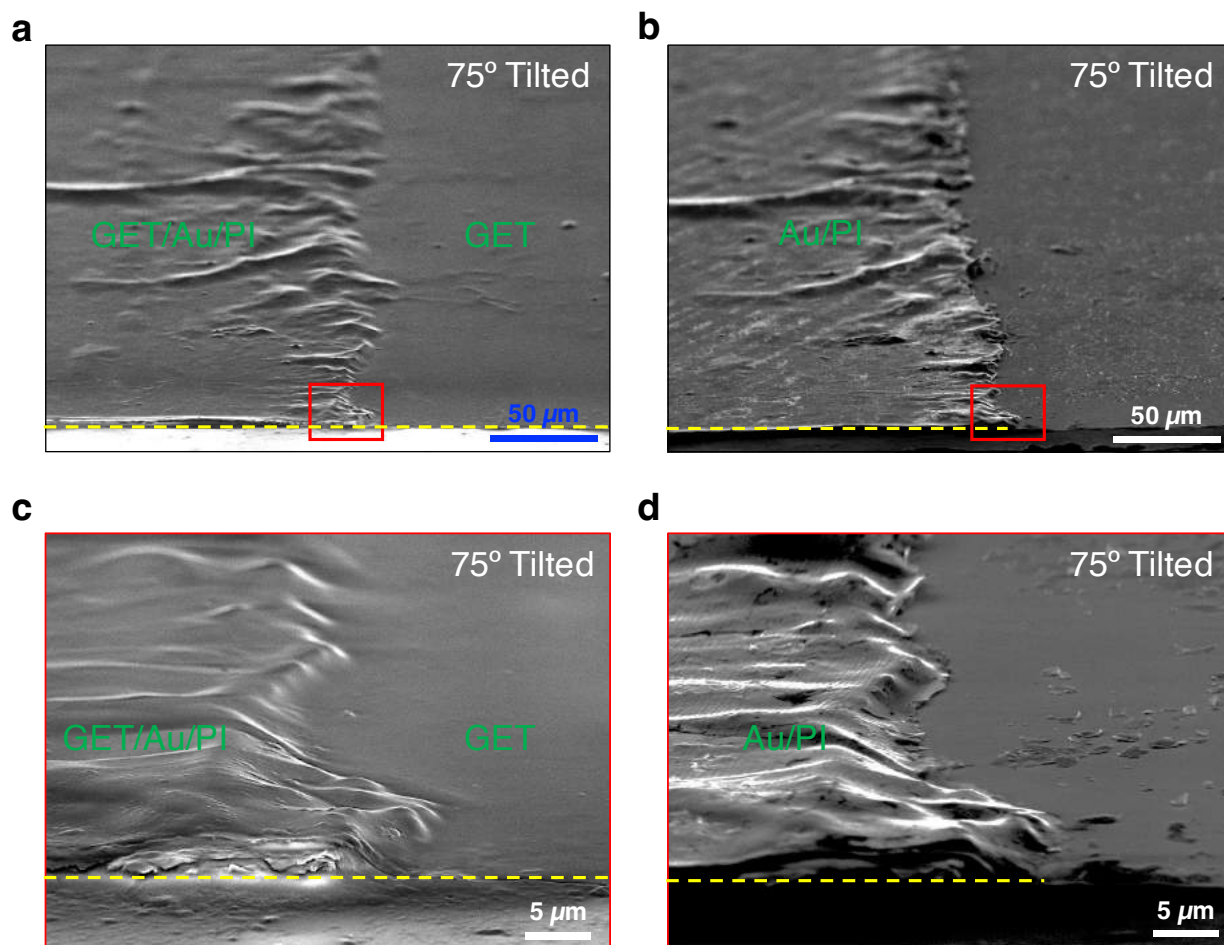 a
75º Tilted
GET/Au/PI
GET
50 µm
b
75º Tilted
Au/PI
50 µm
c
75º Tilted
GET/Au/PI
GET
5 µm
d
75º Tilted
Au/PI
5 µm